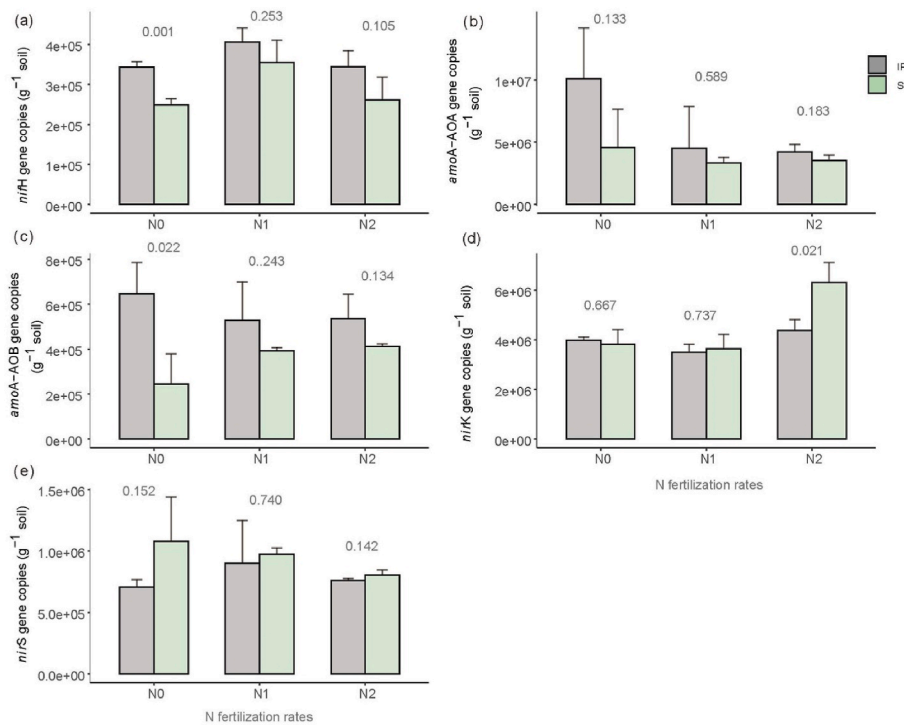 (a)
nifH gene copies (g⁻¹ soil)
4e+05
3e+05
2e+05
1e+05
0e+00
0.001
0.253
0.105
N0
N1
N2
(b)
amoA-AOA gene copies
(g⁻¹ soil)
1e+07
5e+06
0e+00
0.133
0.589
0.183
N0
N1
N2
(c)
amoA-AOB gene copies
(g⁻¹ soil)
8e+05
6e+05
4e+05
2e+05
0e+00
0.022
0..243
0.134
N0
N1
N2
(d)
nirK gene copies (g⁻¹ soil)
6e+06
4e+06
2e+06
0e+00
0.667
0.737
0.021
N0
N1
N2
N fertilization rates
(e)
nirS gene copies (g⁻¹ soil)
1.5e+06
1.0e+06
5.0e+05
0.0e+00
0.152
0.740
0.142
N0
N1
N2
N fertilization rates